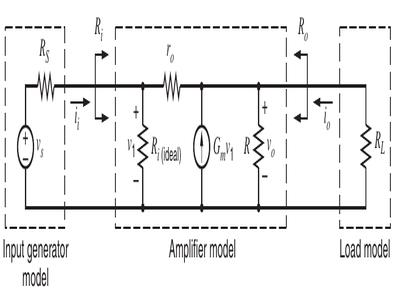 R_i
R_o
R_S
r_o
i_i
i_o
+
+
+
v_s
v_1
R_i (ideal)
G_m v_1
R
v_o
R_L
−
−
−
Input generator
model
Amplifier model
Load model